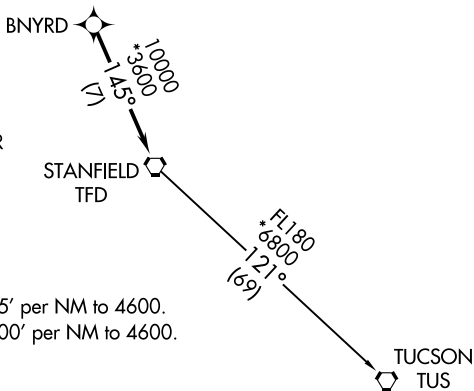 BNYRD
10000
*3600
145°
(7)
R
STANFIELD
TFD
FL180
*6800
121°
(69)
5' per NM to 4600.
00' per NM to 4600.
TUCSON
TUS